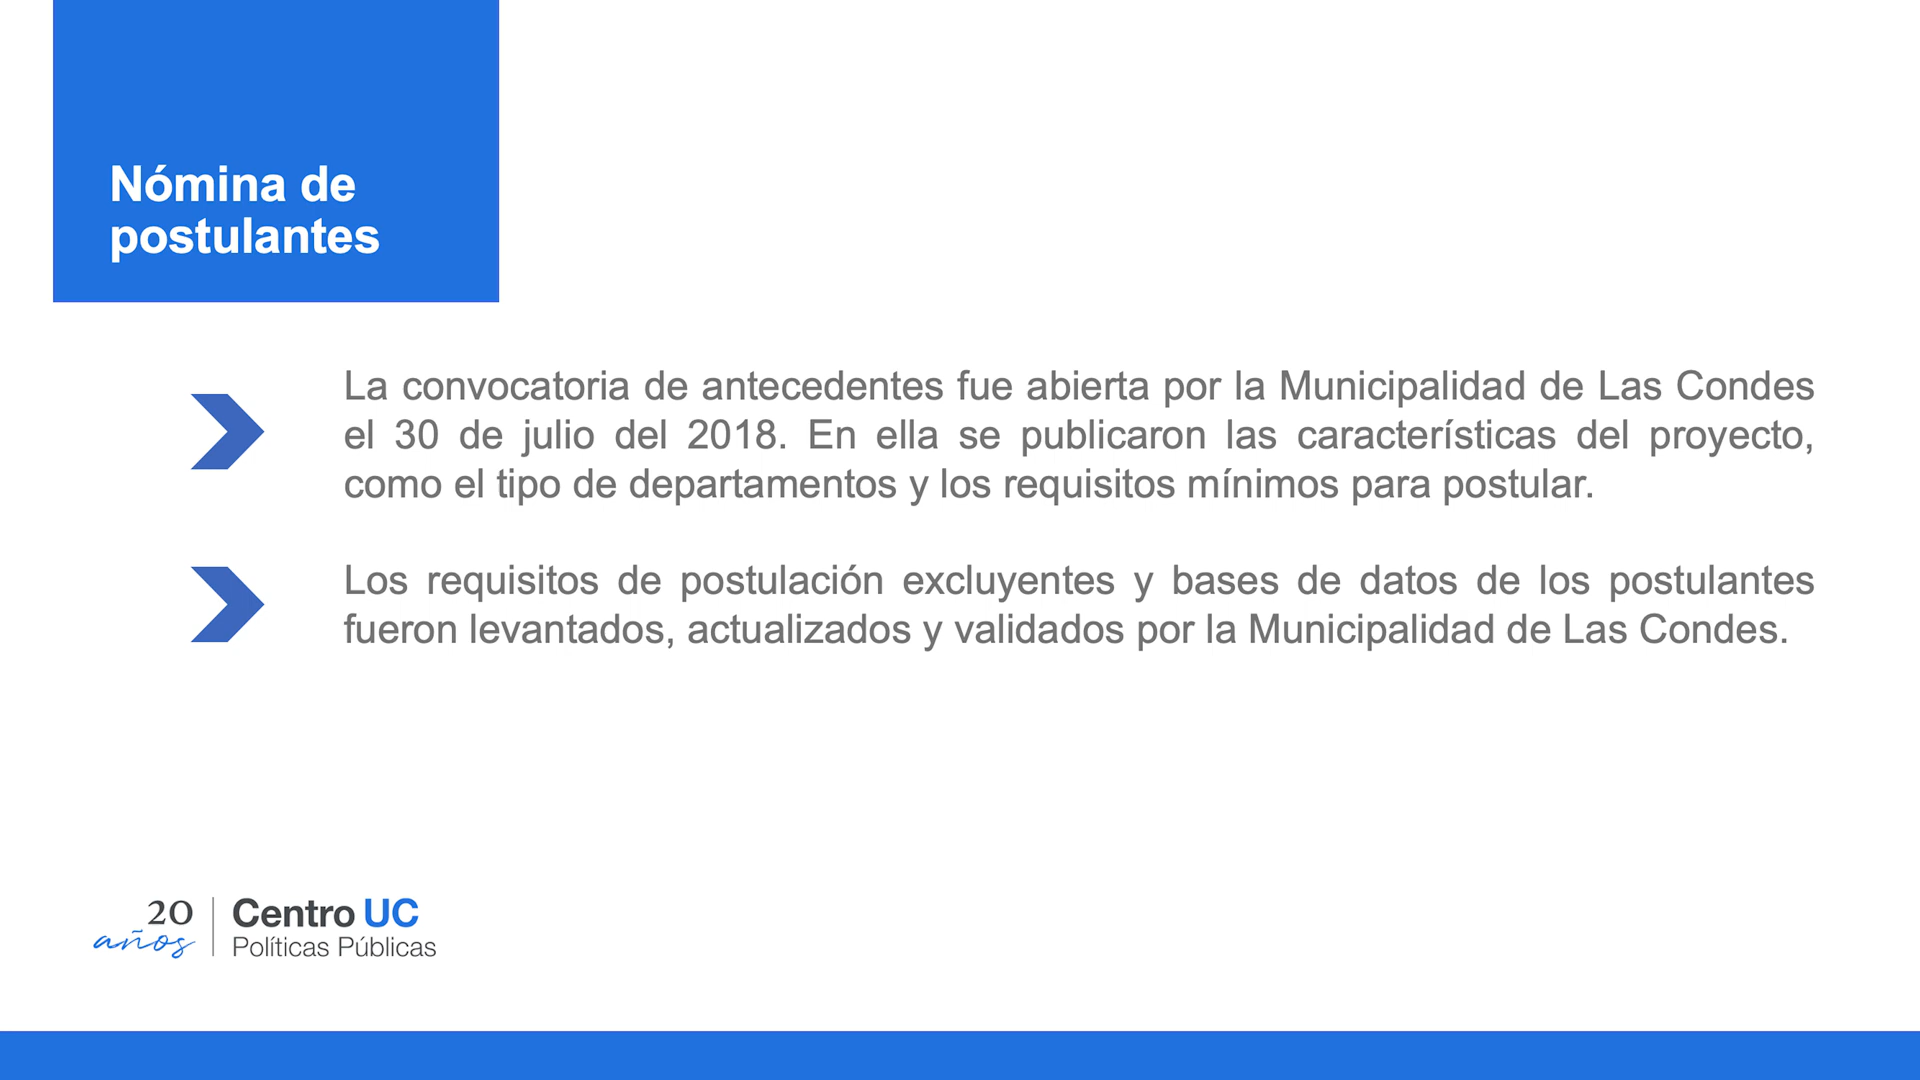 Nómina de
postulantes
La convocatoria de antecedentes fue abierta por la Municipalidad de Las Condes
el 30 de julio del 2018. En ella se publicaron las características del proyecto,
como el tipo de departamentos y los requisitos mínimos para postular.
Los requisitos de postulación excluyentes y bases de datos de los postulantes
fueron levantados, actualizados y validados por la Municipalidad de Las Condes.
20
años
Centro UC
Políticas Públicas